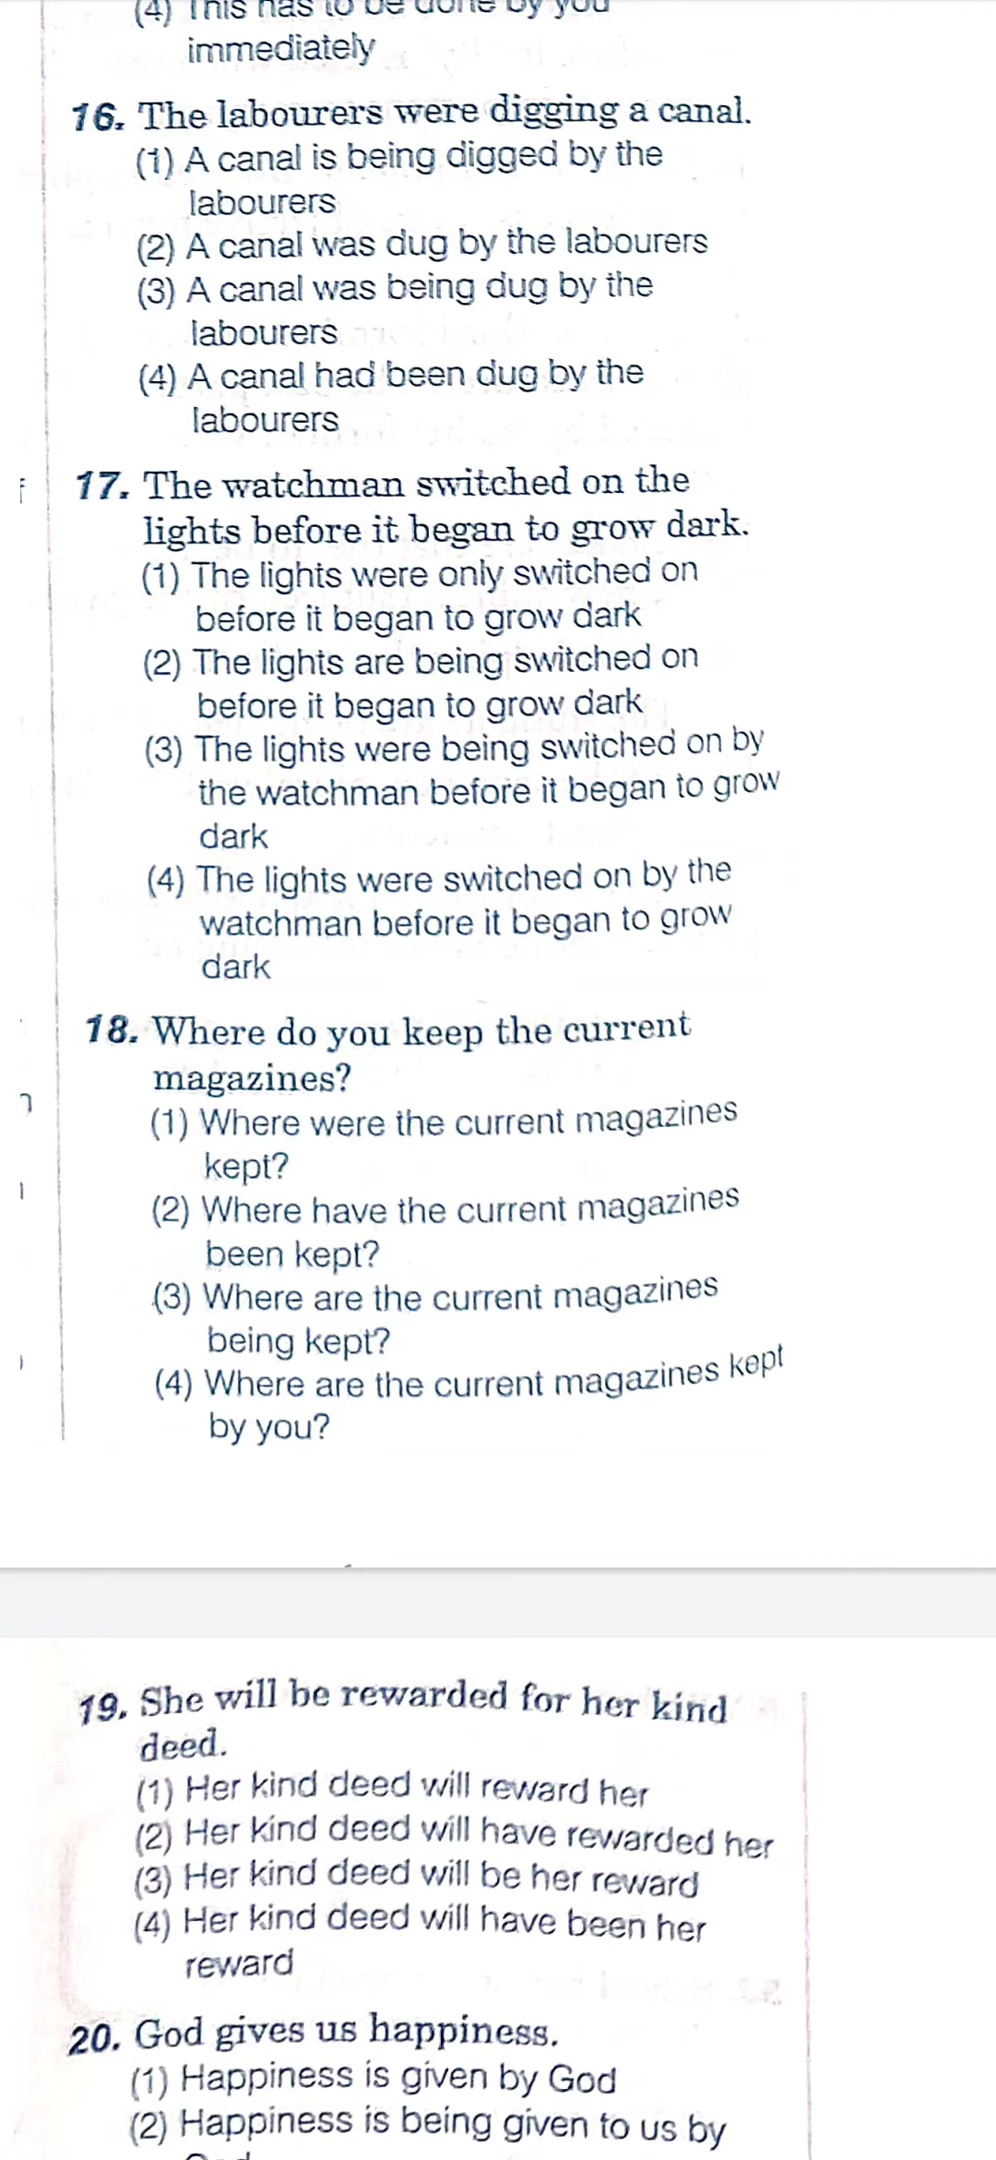 (4) This has to be done by you
immediately
16. The labourers were digging a canal.
(1) A canal is being digged by the
labourers
(2) A canal was dug by the labourers
(3) A canal was being dug by the
labourers
(4) A canal had been dug by the
labourers
17. The watchman switched on the
lights before it began to grow dark.
(1) The lights were only switched on
before it began to grow dark
(2) The lights are being switched on
before it began to grow dark
(3) The lights were being switched on by
the watchman before it began to grow
dark
(4) The lights were switched on by the
watchman before it began to grow
dark
18. Where do you keep the current
magazines?
(1) Where were the current magazines
kept?
(2) Where have the current magazines
been kept?
(3) Where are the current magazines
being kept?
(4) Where are the current magazines kept
by you?
19. She will be rewarded for her kind
deed.
(1) Her kind deed will reward her
(2) Her kind deed will have rewarded her
(3) Her kind deed will be her reward
(4) Her kind deed will have been her
reward
20. God gives us happiness.
(1) Happiness is given by God
(2) Happiness is being given to us by